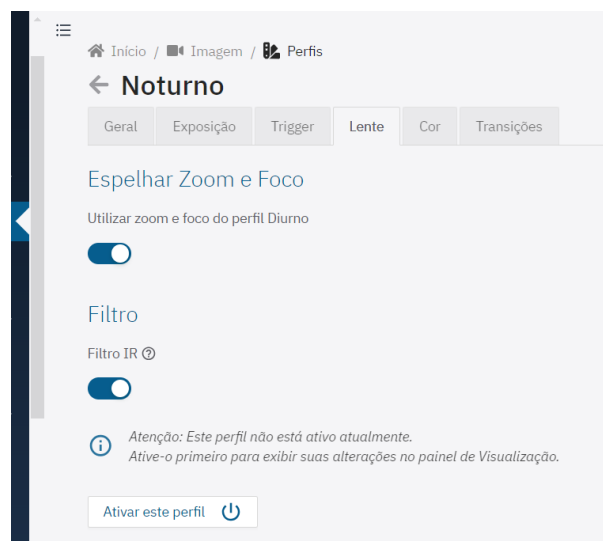 Início / Imagem / Perfis
Noturno
Geral Exposição Trigger Lente Cor Transições
Espelhar Zoom e Foco
Utilizar zoom e foco do perfil Diurno
Filtro
Filtro IR
Atenção: Este perfil não está ativo atualmente.
Ative-o primeiro para exibir suas alterações no painel de Visualização.
Ativar este perfil